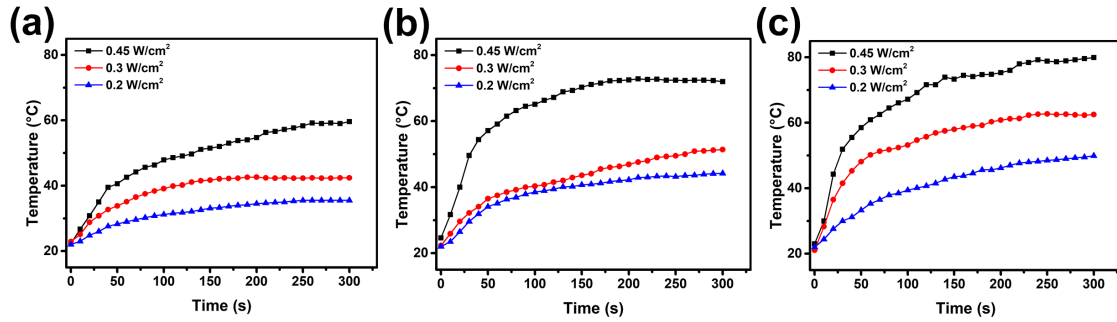 (a)
0.45 W/cm²
0.3 W/cm²
0.2 W/cm²
Temperature (°C)
80
60
40
20
0 50 100 150 200 250 300
Time (s)
(b)
0.45 W/cm²
0.3 W/cm²
0.2 W/cm²
Temperature (°C)
80
60
40
20
0 50 100 150 200 250 300
Time (s)
(c)
0.45 W/cm²
0.3 W/cm²
0.2 W/cm²
Temperature (°C)
80
60
40
20
0 50 100 150 200 250 300
Time (s)